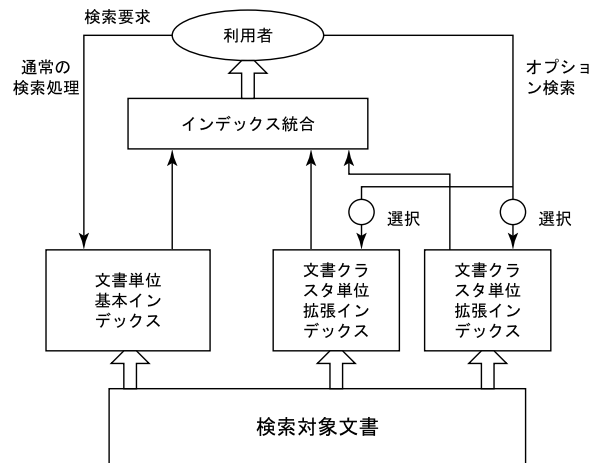 検索要求
利用者
通常の
検索処理
オプショ
ン検索
インデックス統合
選択
選択
文書単位
基本イン
デックス
文書クラ
スタ単位
拡張イン
デックス
文書クラ
スタ単位
拡張イン
デックス
検索対象文書